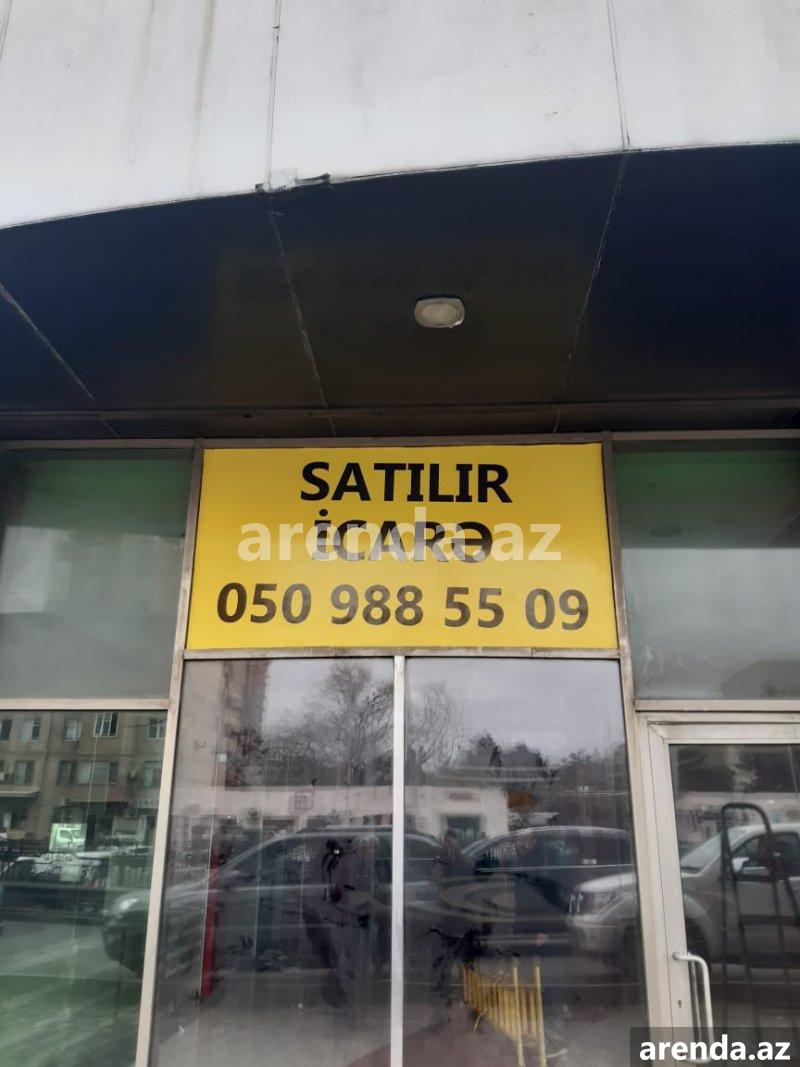 SATILIR
İCARƏ
arenda.az
050 988 55 09
arenda.az